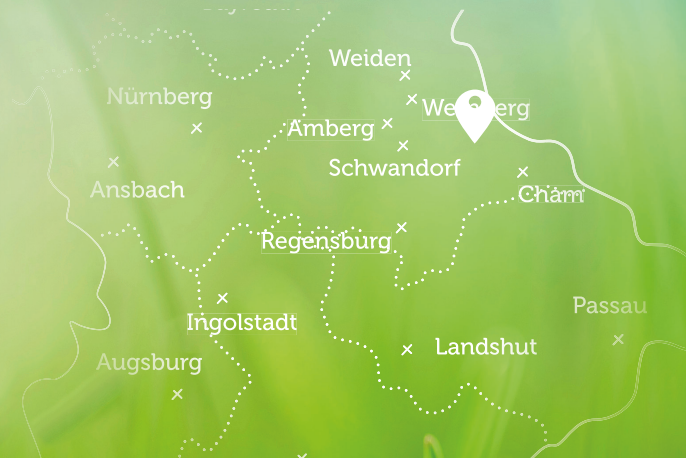 Weiden
Nürnberg
Amberg
Schwandorf
Ansbach
Cham
Regensburg
Passau
Ingolstadt
Landshut
Augsburg